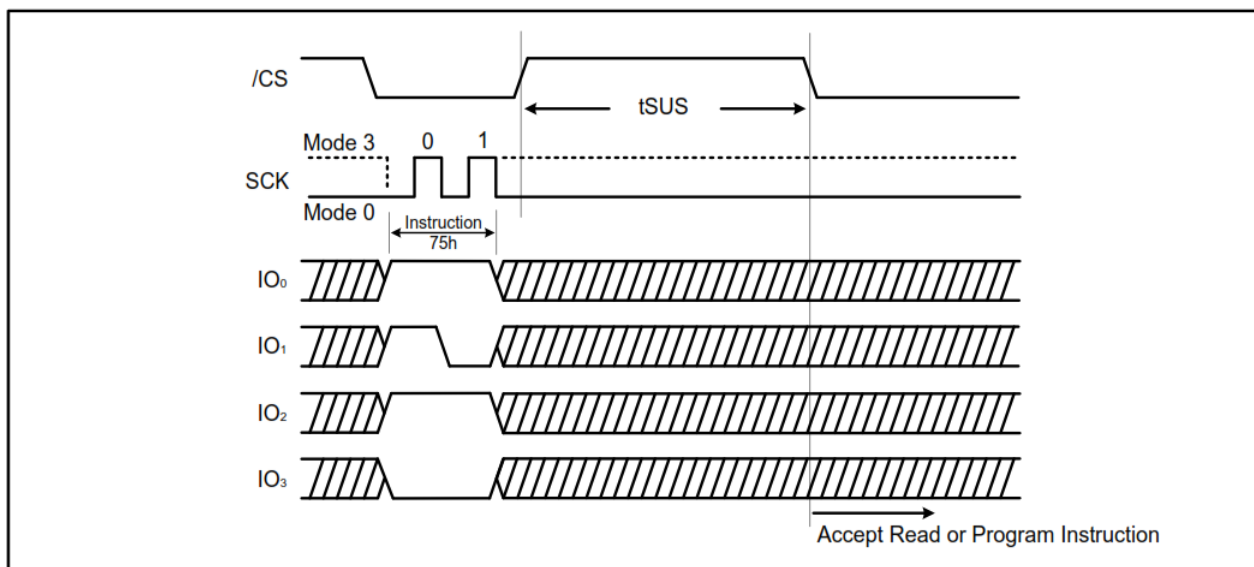 /CS
tSUS
Mode 3 0 1
SCK
Mode 0
Instruction
75h
IO₀
IO₁
IO₂
IO₃
Accept Read or Program Instruction